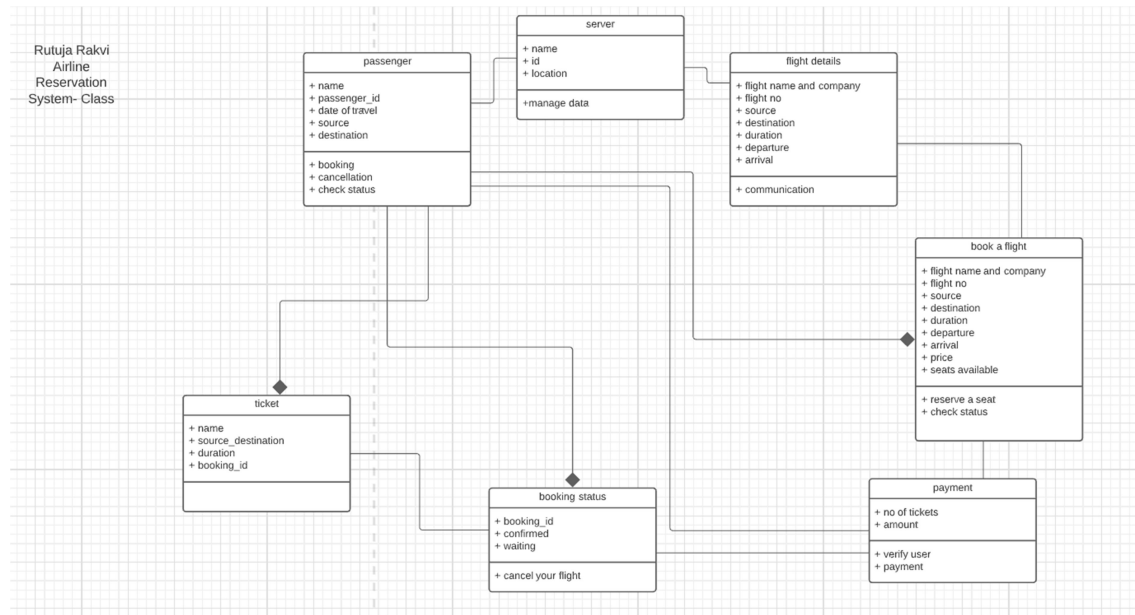 Rutuja Rakvi
Airline
Reservation
System- Class
server
+ name
+ id
+ location
+manage data
passenger
+ name
+ passenger_id
+ date of travel
+ source
+ destination
+ booking
+ cancellation
+ check status
flight details
+ flight name and company
+ flight no
+ source
+ destination
+ duration
+ departure
+ arrival
+ communication
book a flight
+ flight name and company
+ flight no
+ source
+ destination
+ duration
+ departure
+ arrival
+ price
+ seats available
+ reserve a seat
+ check status
ticket
+ name
+ source_destination
+ duration
+ booking_id
booking status
+ booking_id
+ confirmed
+ waiting
+ cancel your flight
payment
+ no of tickets
+ amount
+ verify user
+ payment